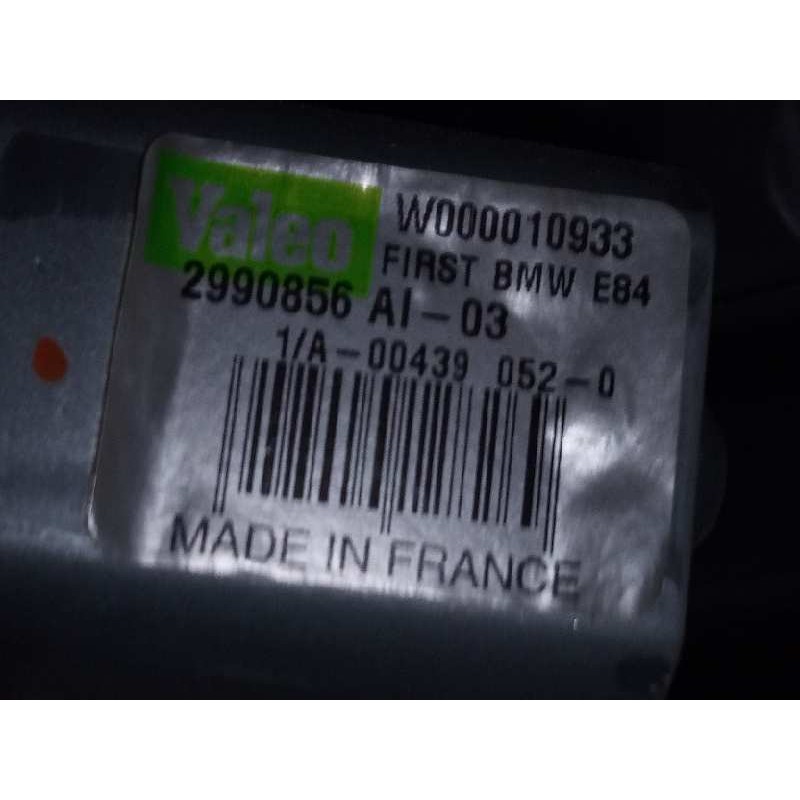 Valeo
W000010933
FIRST BMW E84
2990856 AI-03
1/A-00439 052-0
MADE IN FRANCE